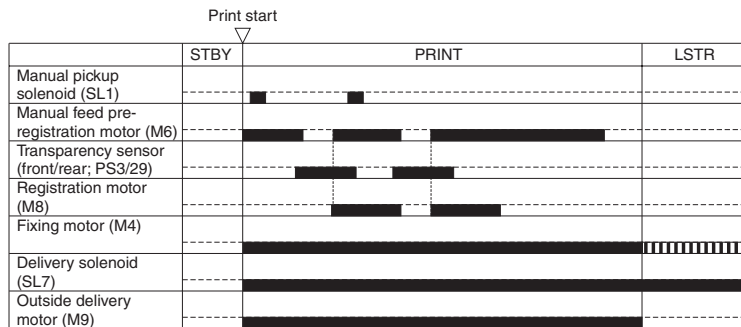 Print start
STBY PRINT LSTR
Manual pickup
solenoid (SL1)
Manual feed pre-
registration motor (M6)
Transparency sensor
(front/rear; PS3/29)
Registration motor
(M8)
Fixing motor (M4)
Delivery solenoid
(SL7)
Outside delivery
motor (M9)